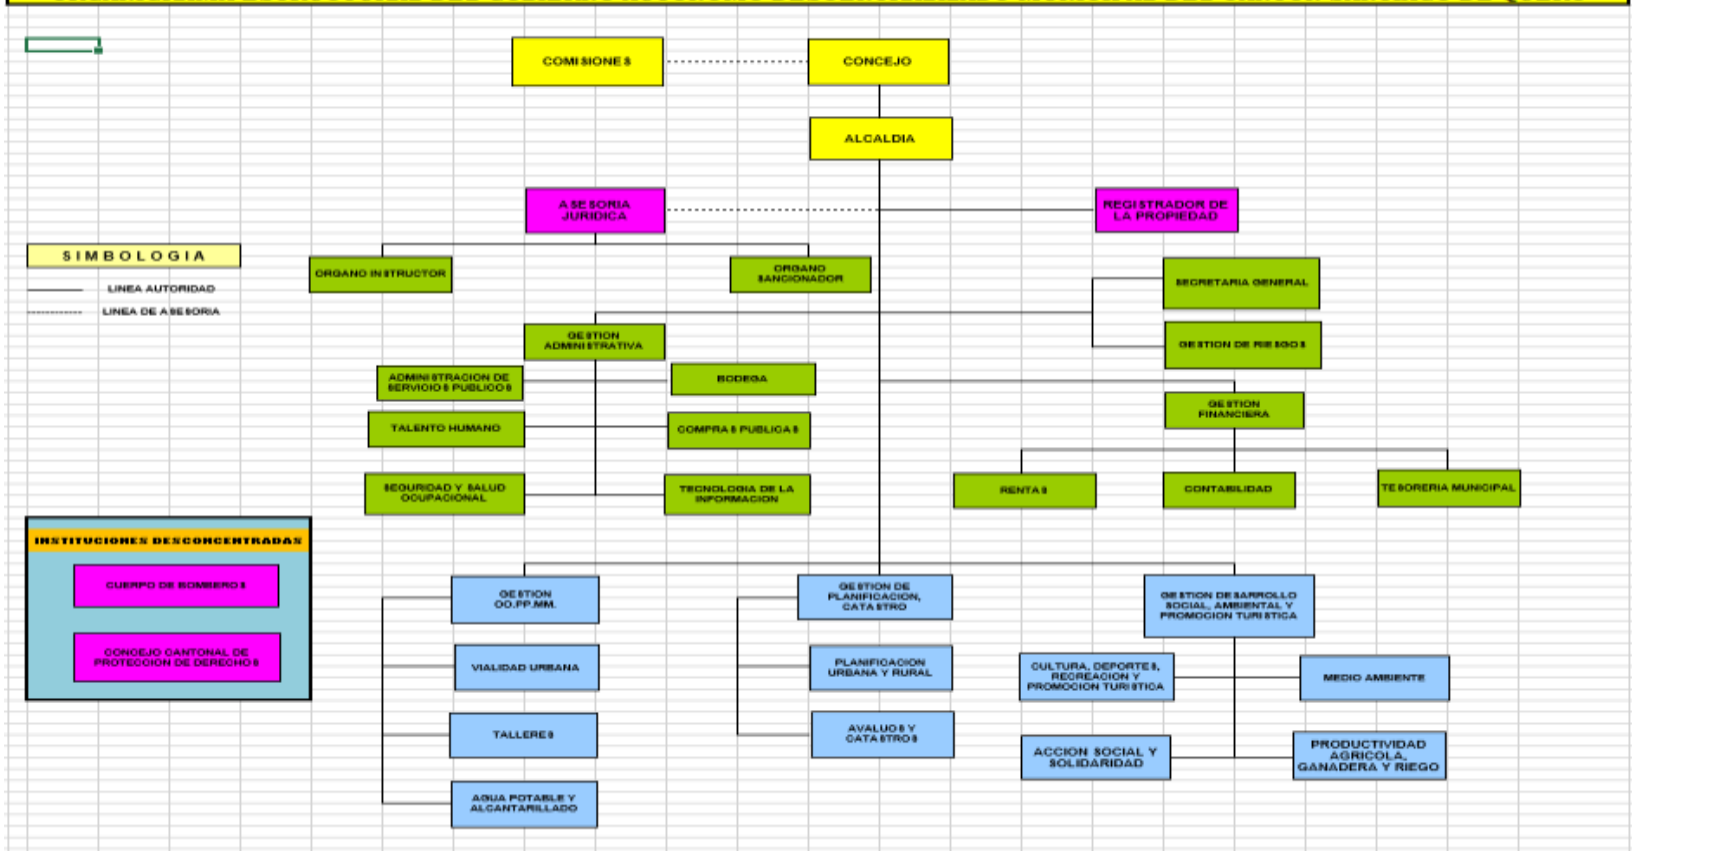 COMISIONES
CONCEJO
ALCALDIA
ASESORIA
JURIDICA
REGISTRADOR DE
LA PROPIEDAD
SIMBOLOGIA
LINEA AUTORIDAD
LINEA DE ASESORIA
ORGANO INSTRUCTOR
ORGANO
SANCIONADOR
SECRETARIA GENERAL
GESTION DE RIESGOS
GESTION
ADMINISTRATIVA
ADMINISTRACION DE
SERVICIOS PUBLICOS
BODEGA
TALENTO HUMANO
COMPRAS PUBLICAS
SEGURIDAD Y SALUD
OCUPACIONAL
TECNOLOGIA DE LA
INFORMACION
GESTION
FINANCIERA
RENTAS
CONTABILIDAD
TESORERIA MUNICIPAL
INSTITUCIONES DESCONCENTRADAS
CUERPO DE BOMBEROS
CONCEJO CANTONAL DE
PROTECCION DE DERECHOS
GESTION
OO.PP.MM.
VIALIDAD URBANA
TALLERES
AGUA POTABLE Y
ALCANTARILLADO
GESTION DE
PLANIFICACION,
CATASTRO
PLANIFICACION
URBANA Y RURAL
AVALUOS Y
CATASTROS
GESTION DESARROLLO
SOCIAL, AMBIENTAL Y
PROMOCION TURISTICA
CULTURA, DEPORTES,
RECREACION Y
PROMOCION TURISTICA
MEDIO AMBIENTE
ACCION SOCIAL Y
SOLIDARIDAD
PRODUCTIVIDAD
AGRICOLA,
GANADERA Y RIEGO